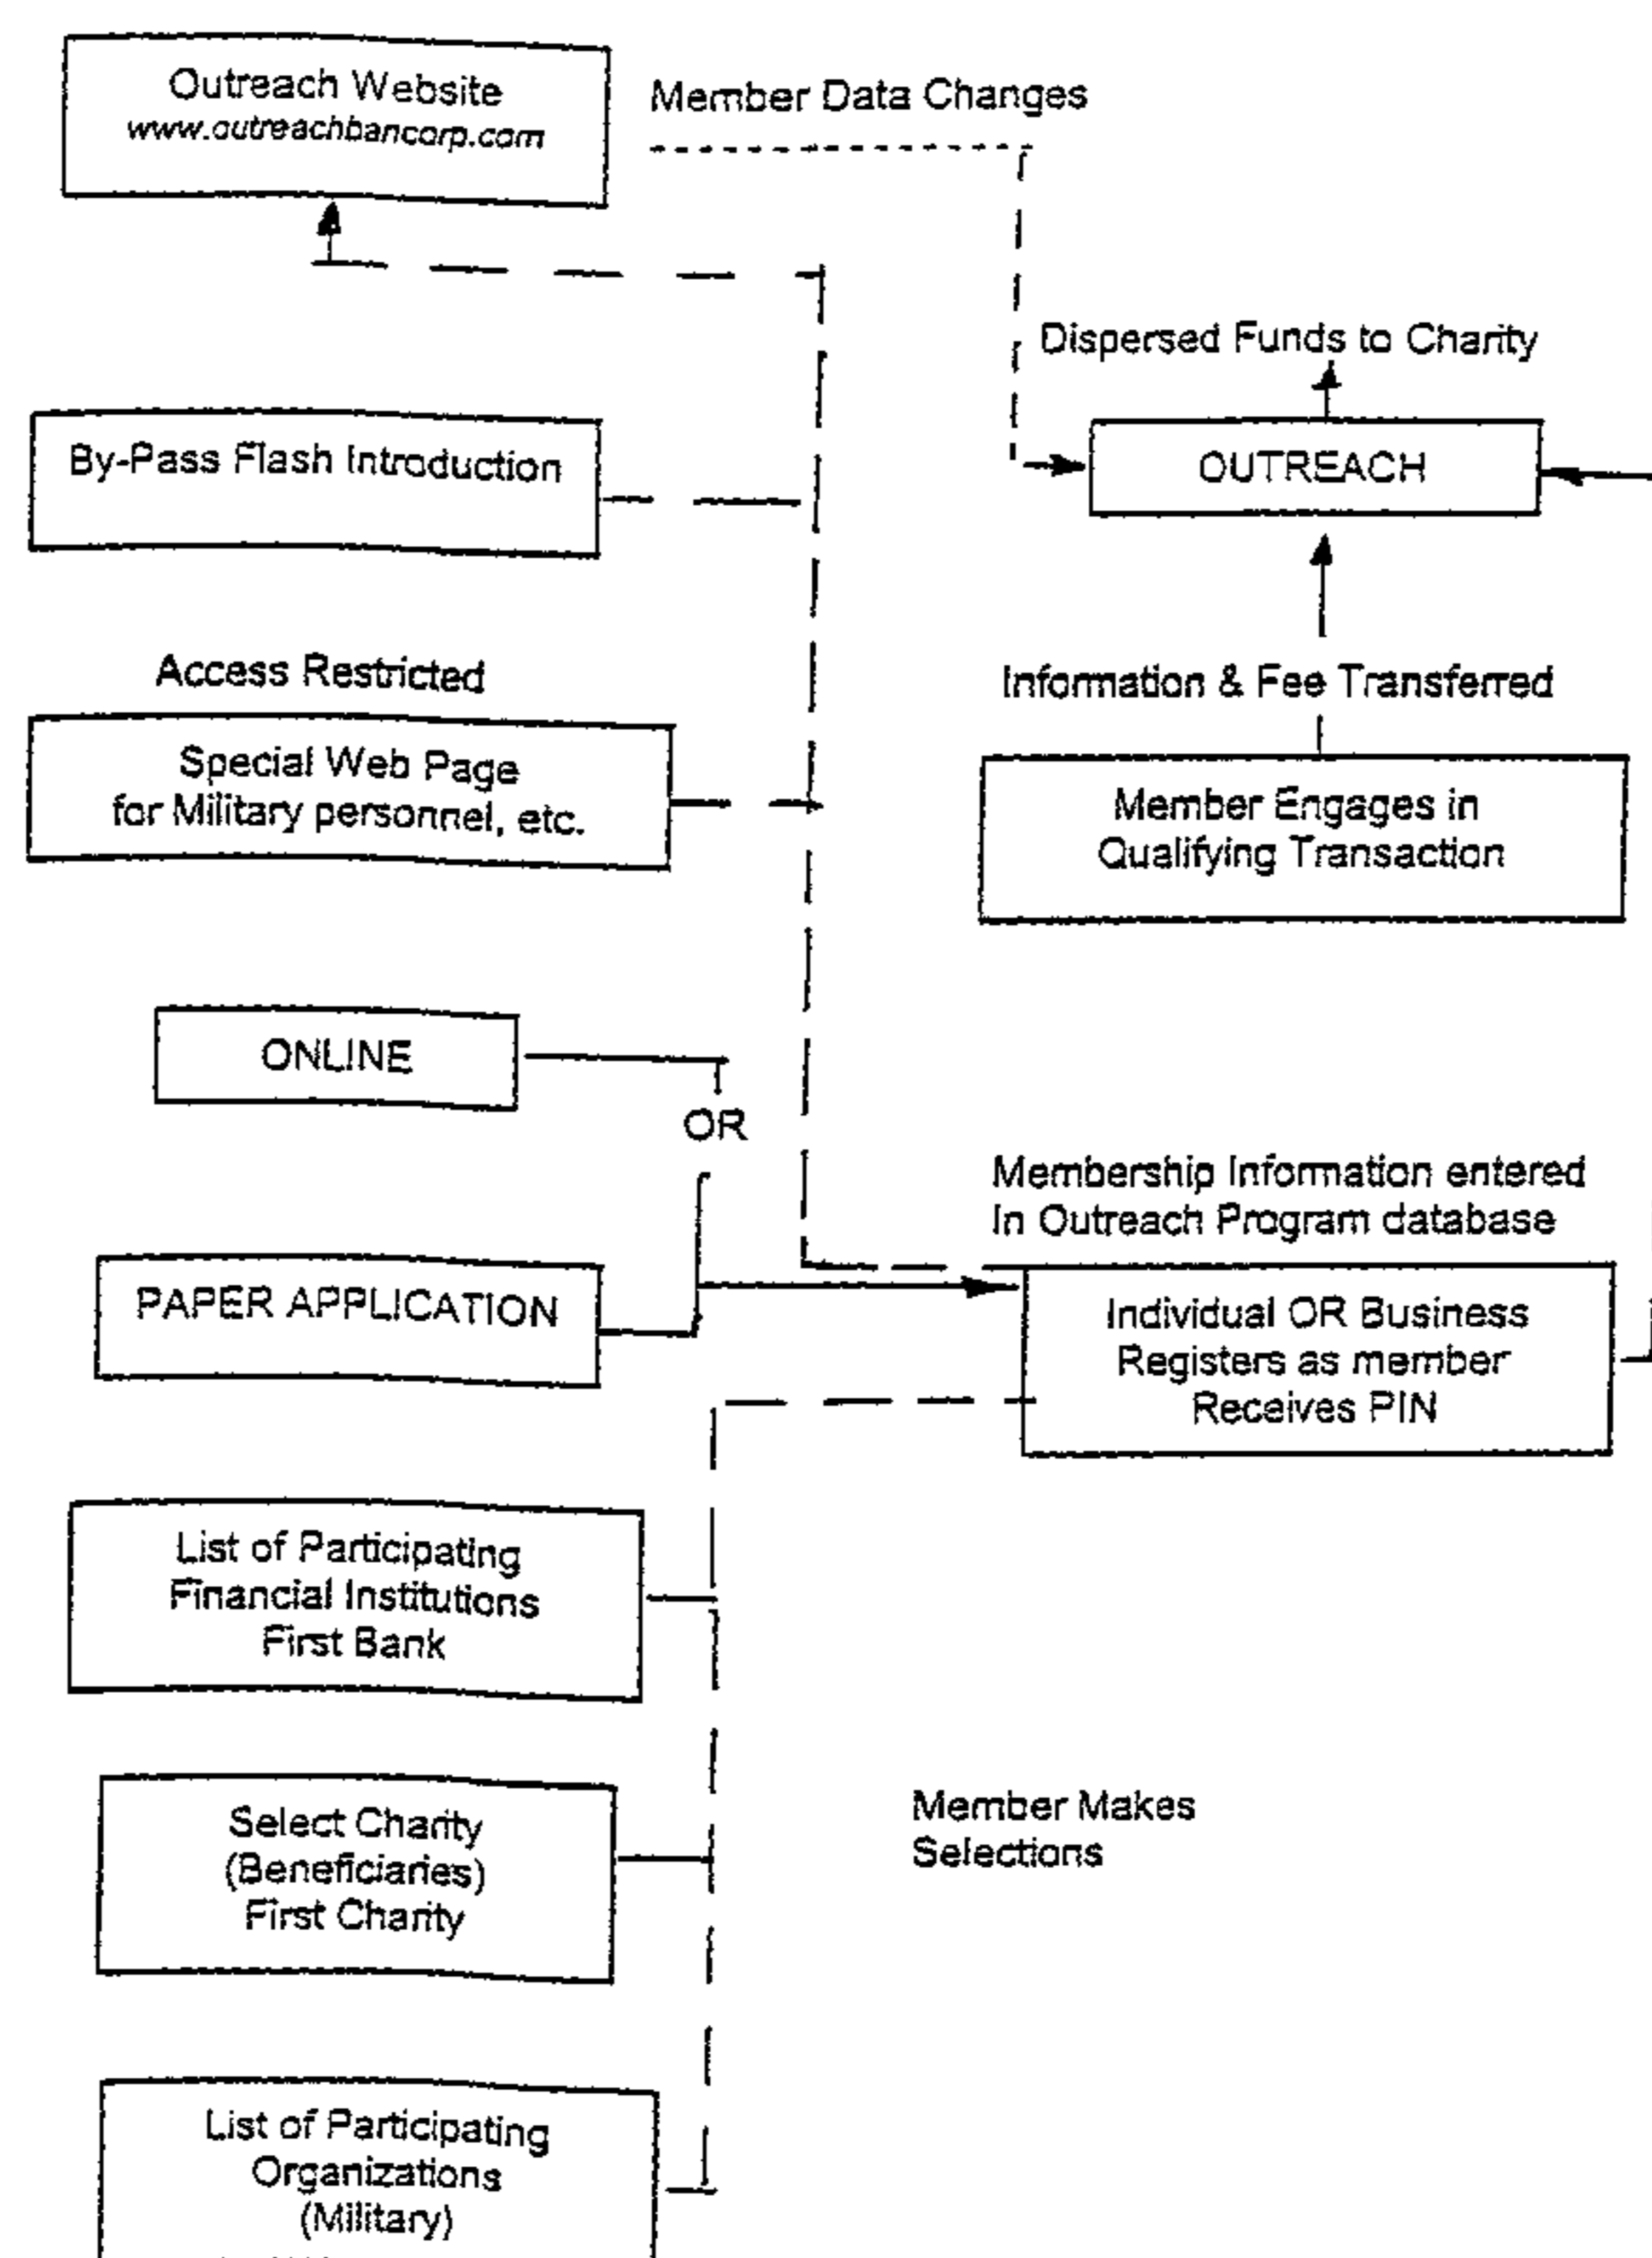 Outreach Website
www.outreachbancorp.com
Member Data Changes
Dispersed Funds to Charity
By-Pass Flash Introduction
OUTREACH
Access Restricted
Information & Fee Transferred
Special Web Page
for Military personnel, etc.
Member Engages in
Qualifying Transaction
ONLINE
OR
Membership Information entered
In Outreach Program database
PAPER APPLICATION
Individual OR Business
Registers as member
Receives PIN
List of Participating
Financial Institutions
First Bank
Select Charity
(Beneficiaries)
First Charity
Member Makes
Selections
List of Participating
Organizations
(Military)